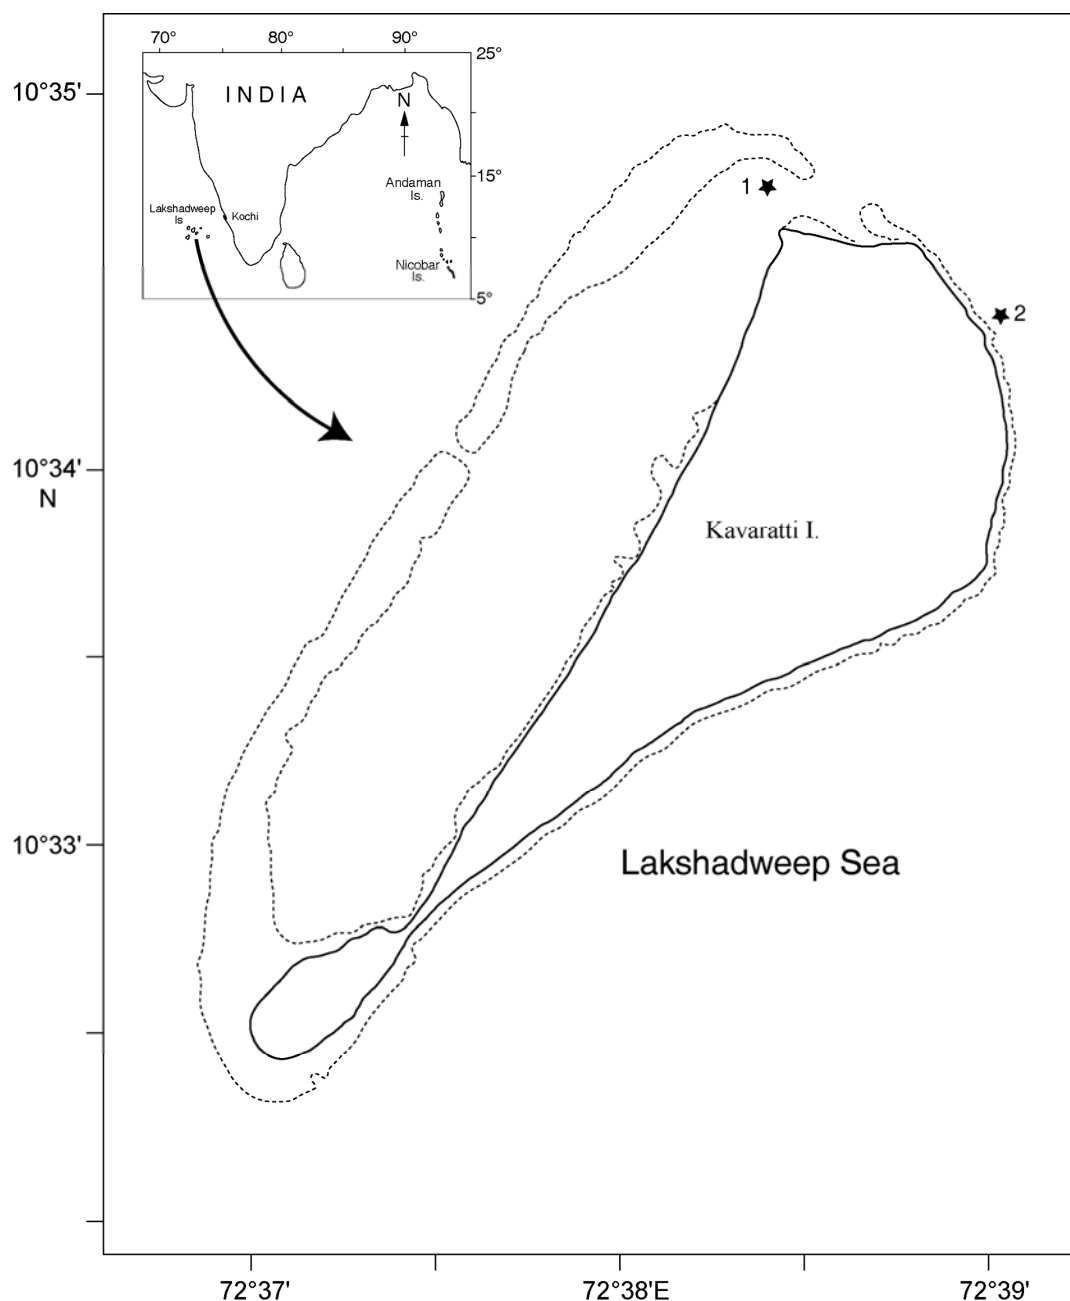 70° 80° 90°
25°
10°35'
INDIA
N
15°
Andaman
Is.
1
Lakshadweep
Is
Kochi
Nicobar
Is.
5°
2
10°34'
N
Kavaratti I.
10°33'
Lakshadweep Sea
72°37' 72°38'E 72°39'